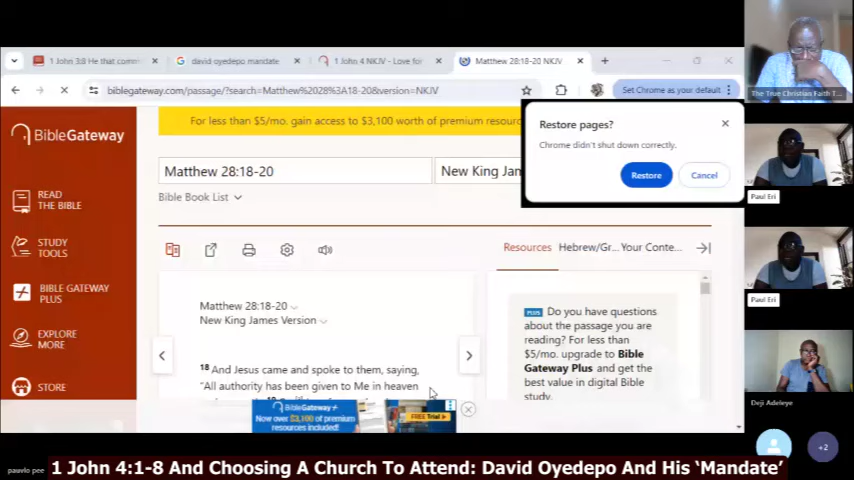 1 John 3:8 He that comm
david oyedepo mandate
1 John 4 NKJV - Love for
Matthew 28:18-20 NKJV
biblegateway.com/passage/?search=Matthew%2028%3A18-20&version=NKJV
Set Chrome as your default
The True Christian Faith T...
For less than $5/mo. gain access to $3,100 worth of premium resourc
Restore pages?
Chrome didn't shut down correctly.
Restore
Cancel
BibleGateway
Matthew 28:18-20
New King Jam
Bible Book List
READ
THE BIBLE
STUDY
TOOLS
BIBLE GATEWAY
PLUS
EXPLORE
MORE
STORE
Resources
Hebrew/Gr...
Your Conte...
Matthew 28:18-20
New King James Version
18 And Jesus came and spoke to them, saying,
"All authority has been given to Me in heaven
PLUS Do you have questions
about the passage you are
reading? For less than
$5/mo. upgrade to Bible
Gateway Plus and get the
best value in digital Bible
study.
BibleGateway+
Now over $3,100 of premium
resources included!
FREE Trial
Paul Eri
Paul Eri
Deji Adeleye
+2
pauvlo pee
1 John 4:1-8 And Choosing A Church To Attend: David Oyedepo And His 'Mandate'